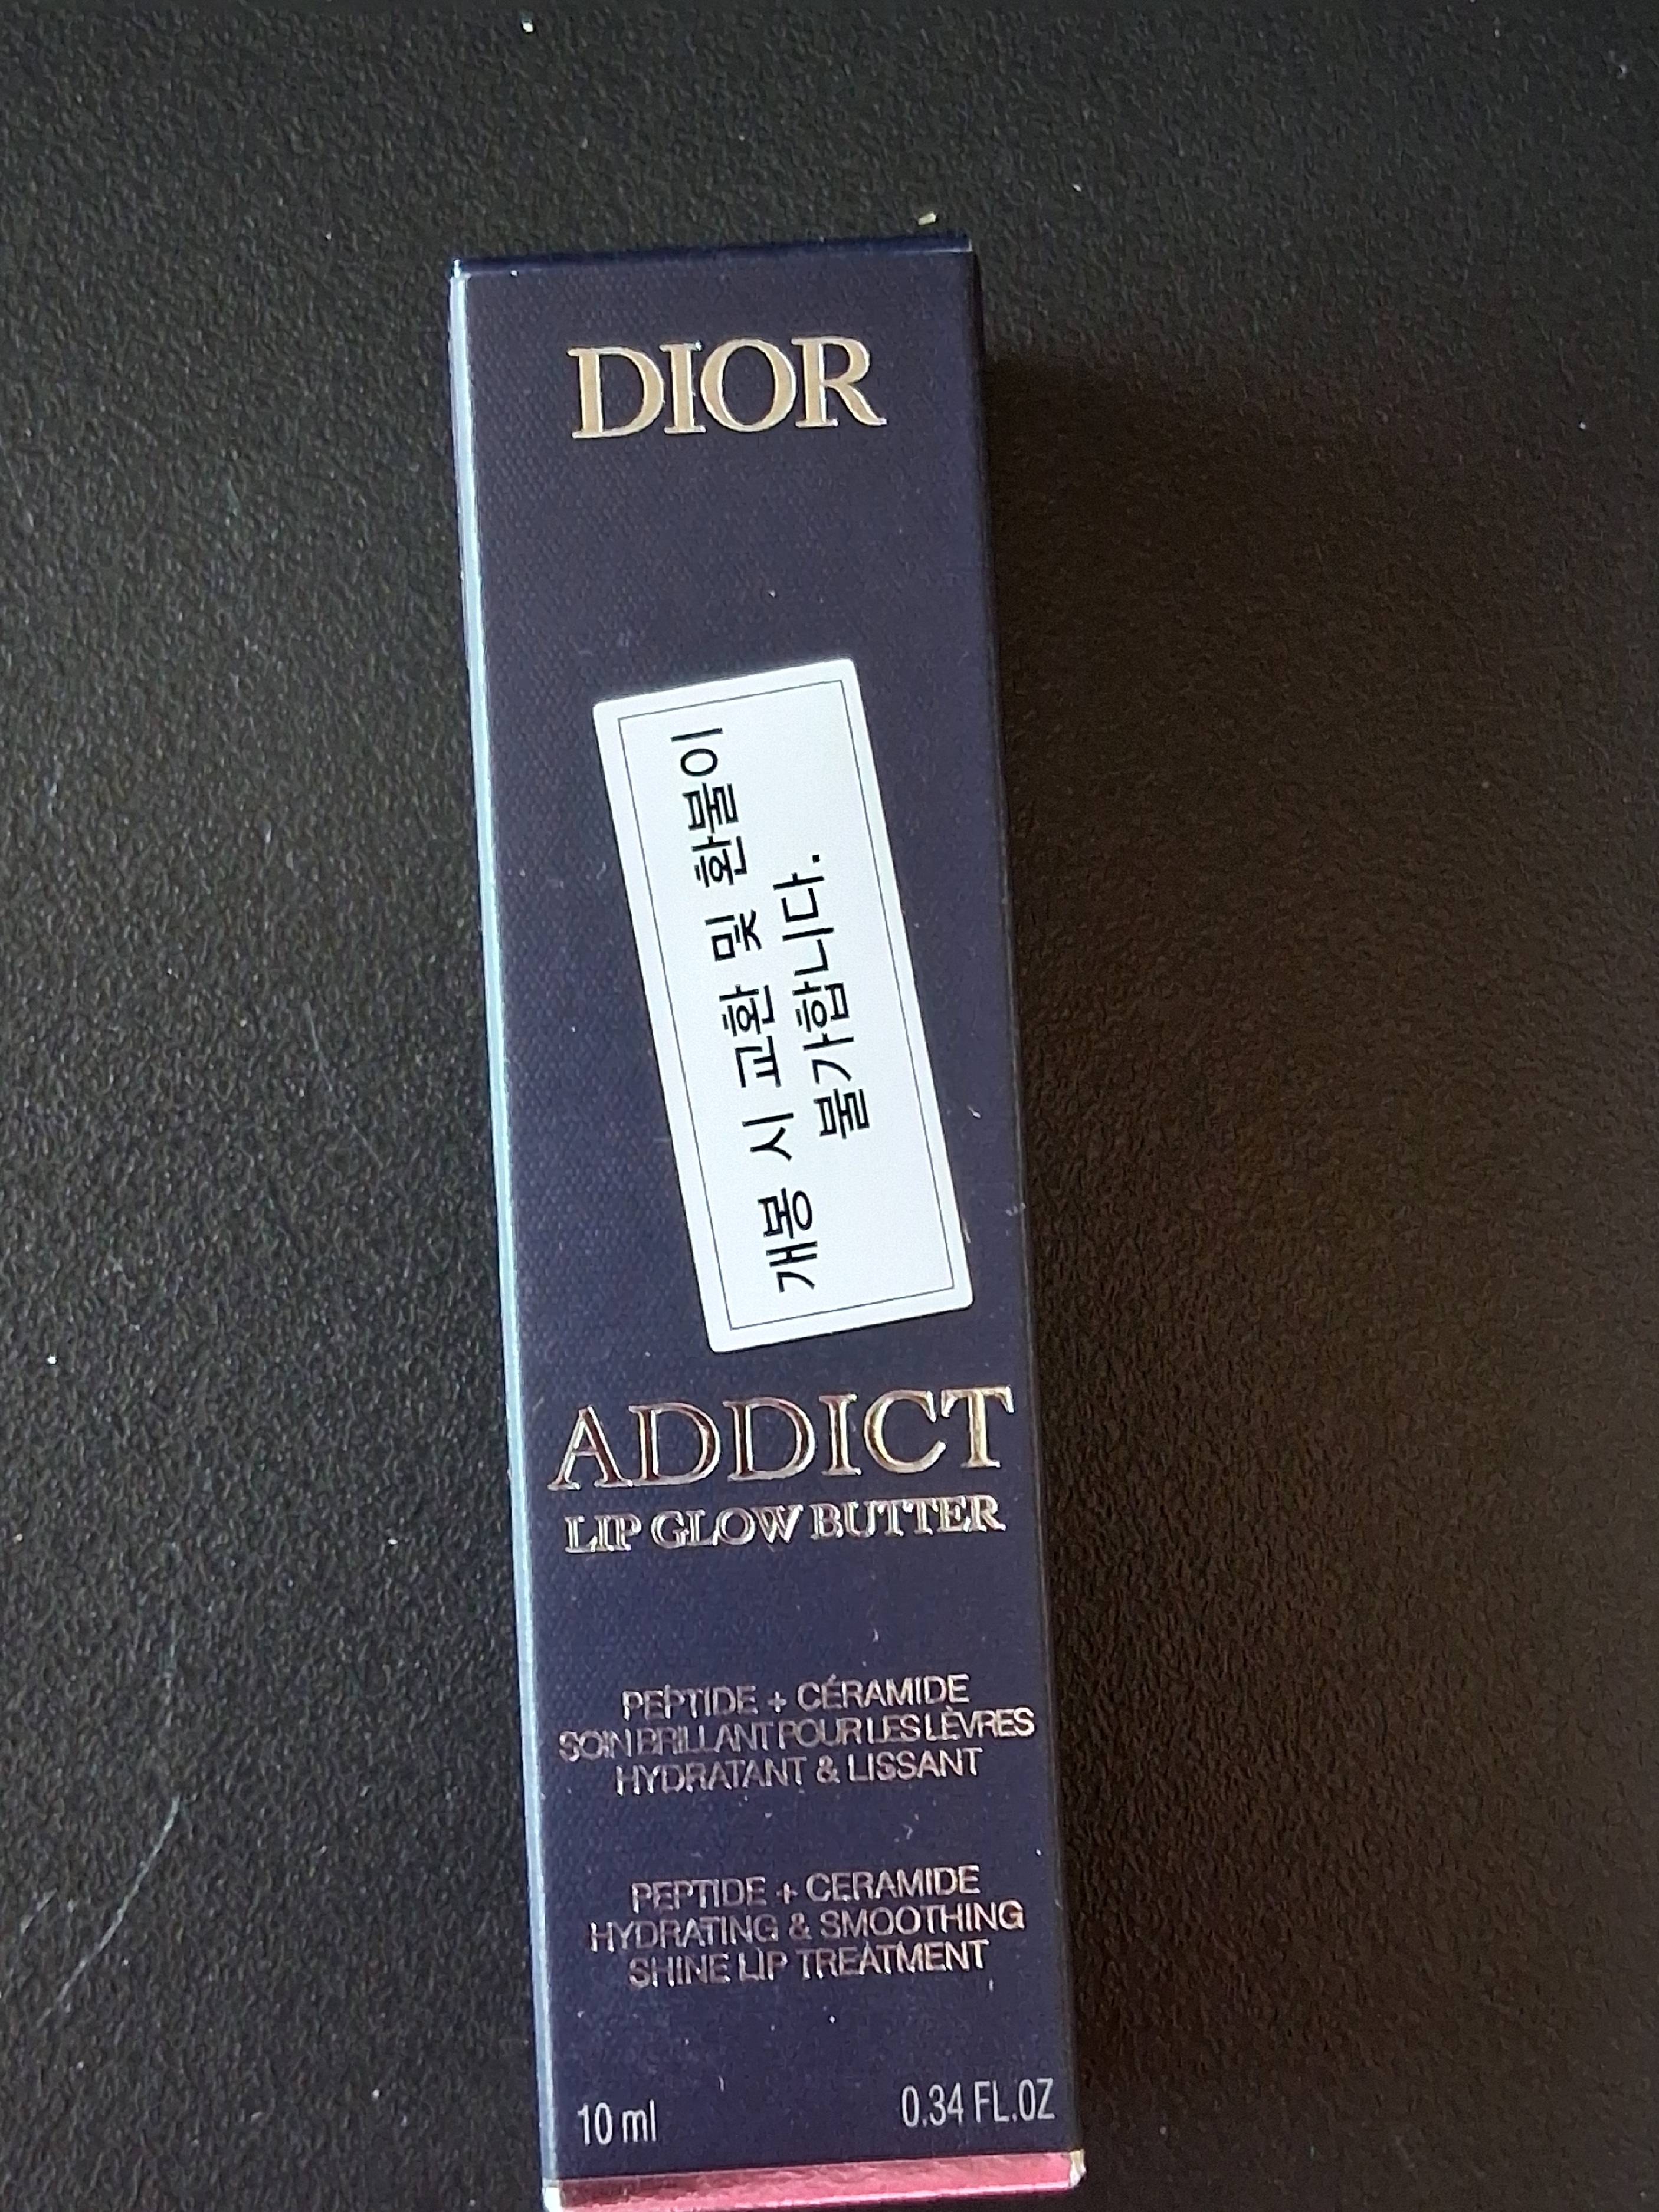 DIOR
개봉 시 교환 및 환불이
불가합니다.
ADDICT
LIP GLOW BUTTER
PEPTIDE + CÉRAMIDE
SOIN BRILLANT POUR LES LÈVRES
HYDRATANT & LISSANT
PEPTIDE + CERAMIDE
HYDRATING & SMOOTHING
SHINE LIP TREATMENT
10 ml 0.34 FL.OZ